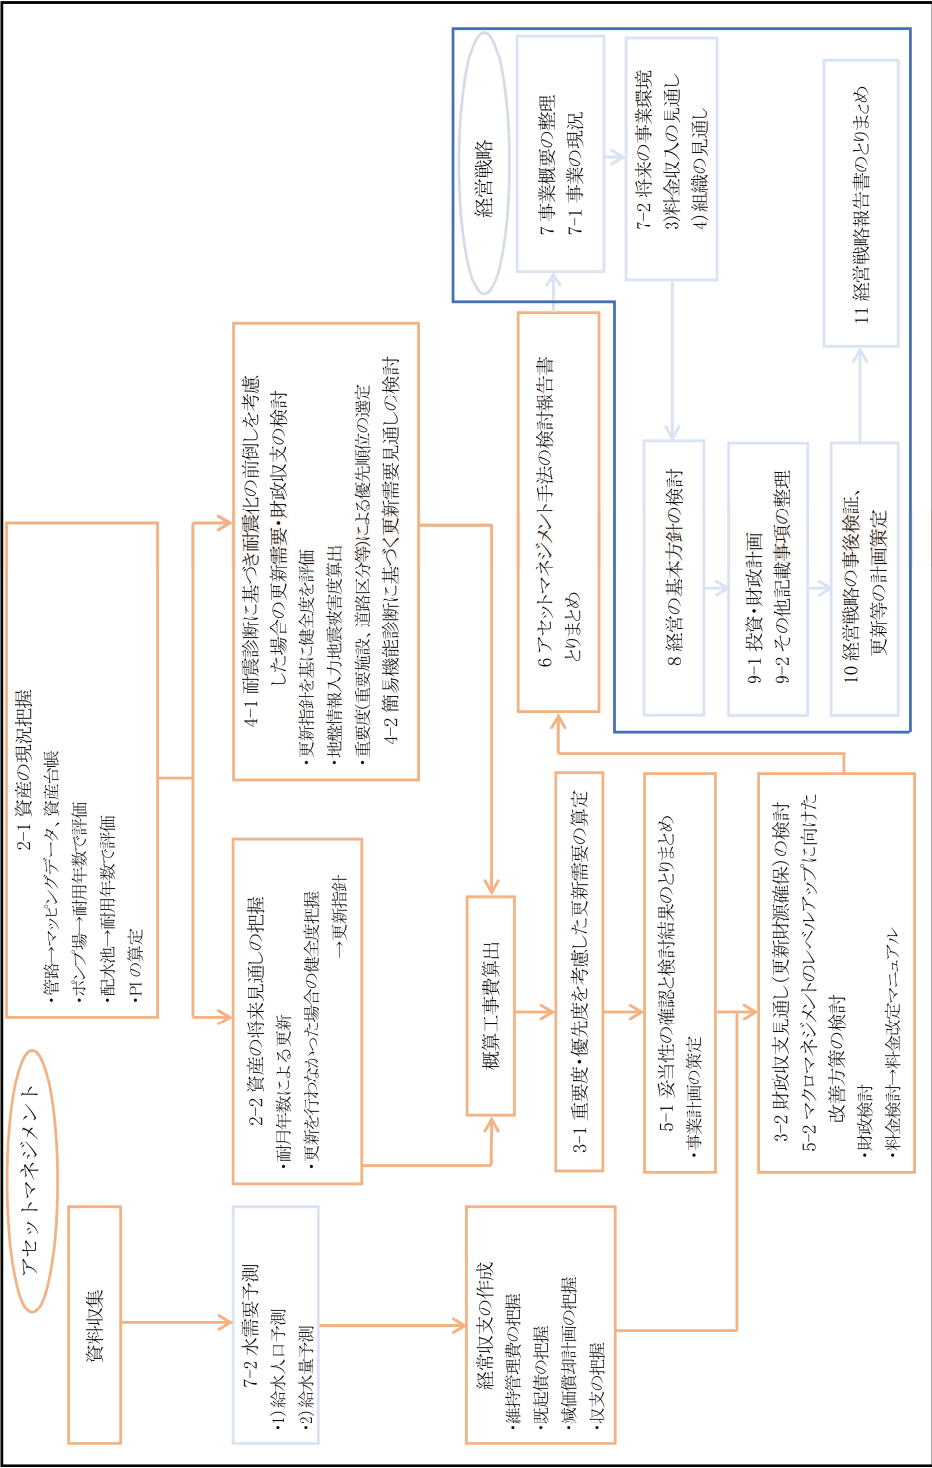 アセットマネジメント
資料収集
7-2 水需要予測
・1) 給水人口予測
・2) 給水量予測
経常収支の作成
・維持管理費の把握
・既起債の把握
・減価償却計画の把握
・収支の把握
2-1 資産の現況把握
・管路→マッピングデータ、資産台帳
・ポンプ場→耐用年数で評価
・配水池→耐用年数で評価
・PI の算定
2-2 資産の将来見通しの把握
・耐用年数による更新
・更新を行わなかった場合の健全度把握
→更新指針
4-1 耐震診断に基づき耐震化の前倒しを考慮
した場合の更新需要・財政収支の検討
・更新指針を基に健全度を評価
・地盤情報入力地震被害度算出
・重要度(重要施設、道路区分等)による優先順位の選定
4-2 簡易機能診断に基づく更新需要見通しの検討
概算工事費算出
3-1 重要度・優先度を考慮した更新需要の算定
5-1 妥当性の確認と検討結果のとりまとめ
・事業計画の策定
3-2 財政収支見通し(更新財源確保)の検討
5-2 マクロマネジメントのレベルアップに向けた
改善方策の検討
・財政検討
・料金検討→料金改定マニュアル
6 アセットマネジメント手法の検討報告書
とりまとめ
経営戦略
7 事業概要の整理
7-1 事業の現況
7-2 将来の事業環境
3)料金収入の見通し
4) 組織の見通し
8 経営の基本方針の検討
9-1 投資・財政計画
9-2 その他記載事項の整理
10 経営戦略の事後検証、
更新等の計画策定
11 経営戦略報告書のとりまとめ